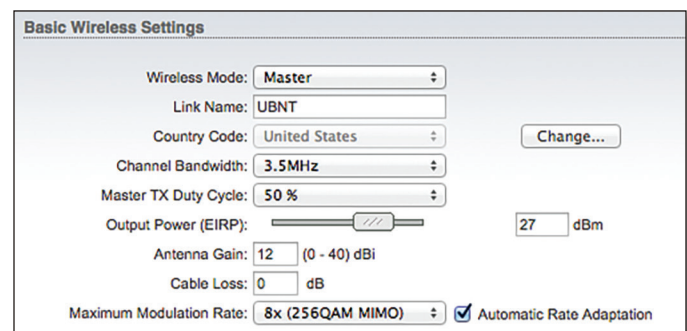 Basic Wireless Settings
Wireless Mode: Master
Link Name: UBNT
Country Code: United States Change...
Channel Bandwidth: 3.5MHz
Master TX Duty Cycle: 50 %
Output Power (EIRP): 27 dBm
Antenna Gain: 12 (0 - 40) dBi
Cable Loss: 0 dB
Maximum Modulation Rate: 8x (256QAM MIMO) Automatic Rate Adaptation